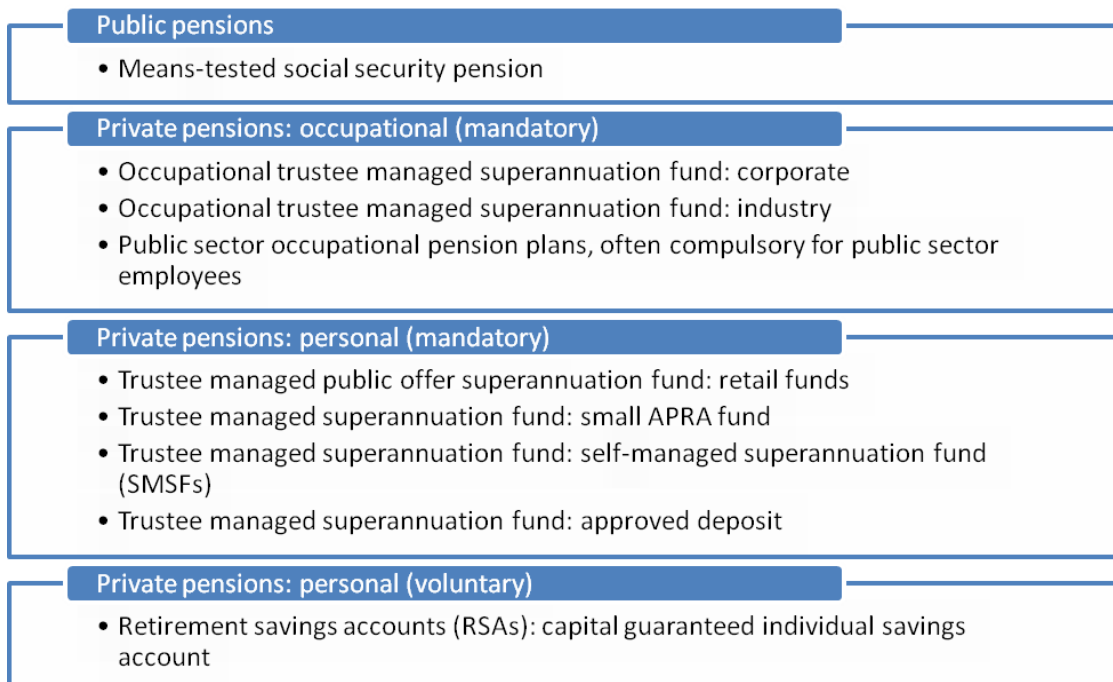 Public pensions
• Means-tested social security pension
Private pensions: occupational (mandatory)
• Occupational trustee managed superannuation fund: corporate
• Occupational trustee managed superannuation fund: industry
• Public sector occupational pension plans, often compulsory for public sector
employees
Private pensions: personal (mandatory)
• Trustee managed public offer superannuation fund: retail funds
• Trustee managed superannuation fund: small APRA fund
• Trustee managed superannuation fund: self-managed superannuation fund
(SMSFs)
• Trustee managed superannuation fund: approved deposit
Private pensions: personal (voluntary)
• Retirement savings accounts (RSAs): capital guaranteed individual savings
account